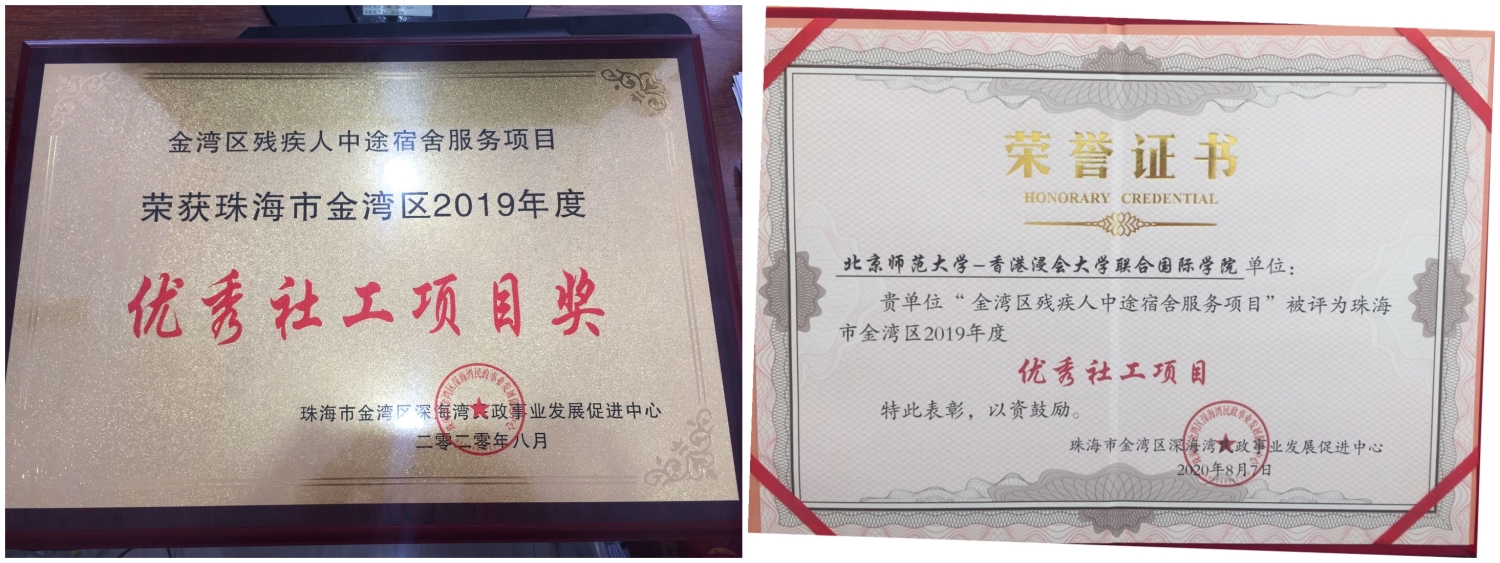 金湾区残疾人中途宿舍服务项目
荣获珠海市金湾区2019年度
优秀社工项目奖
珠海市金湾区深海湾民政事业发展促进中心
二零二零年八月
荣誉证书
HONORARY CREDENTIAL
北京师范大学-香港浸会大学联合国际学院单位：
贵单位“金湾区残疾人中途宿舍服务项目”被评为珠海
市金湾区2019年度
优秀社工项目
特此表彰，以资鼓励。
珠海市金湾区深海湾民政事业发展促进中心
2020年8月7日